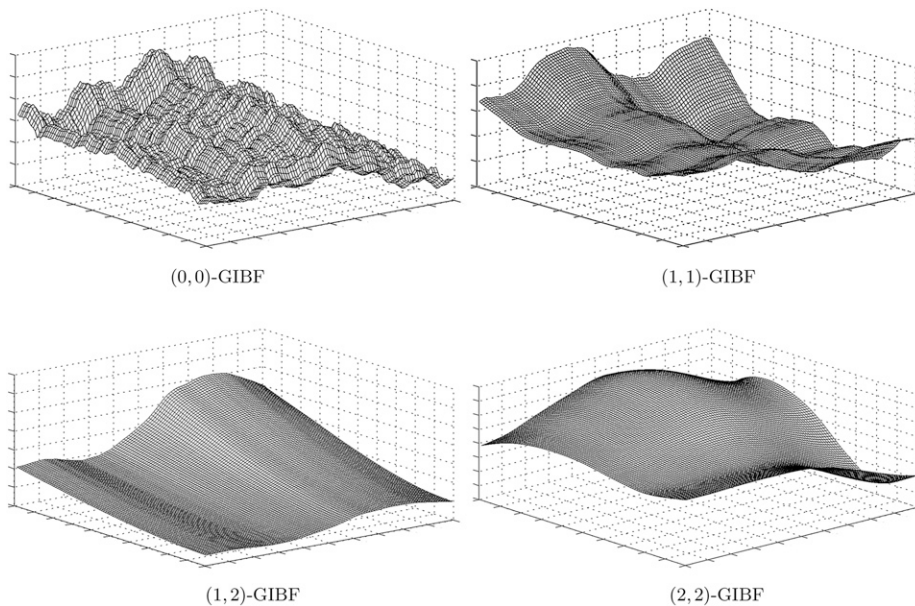 (0, 0)-GIBF
(1, 1)-GIBF
(1, 2)-GIBF
(2, 2)-GIBF